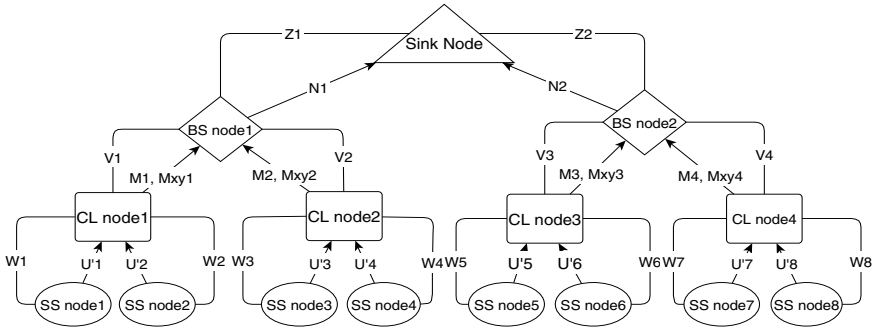 Z1
Sink Node
Z2
N1
N2
BS node1
BS node2
V1
M1, Mxy1
M2, Mxy2
V2
V3
M3, Mxy3
M4, Mxy4
V4
CL node1
CL node2
CL node3
CL node4
W1
U'1
U'2
W2
W3
U'3
U'4
W4
W5
U'5
U'6
W6
W7
U'7
U'8
W8
SS node1
SS node2
SS node3
SS node4
SS node5
SS node6
SS node7
SS node8